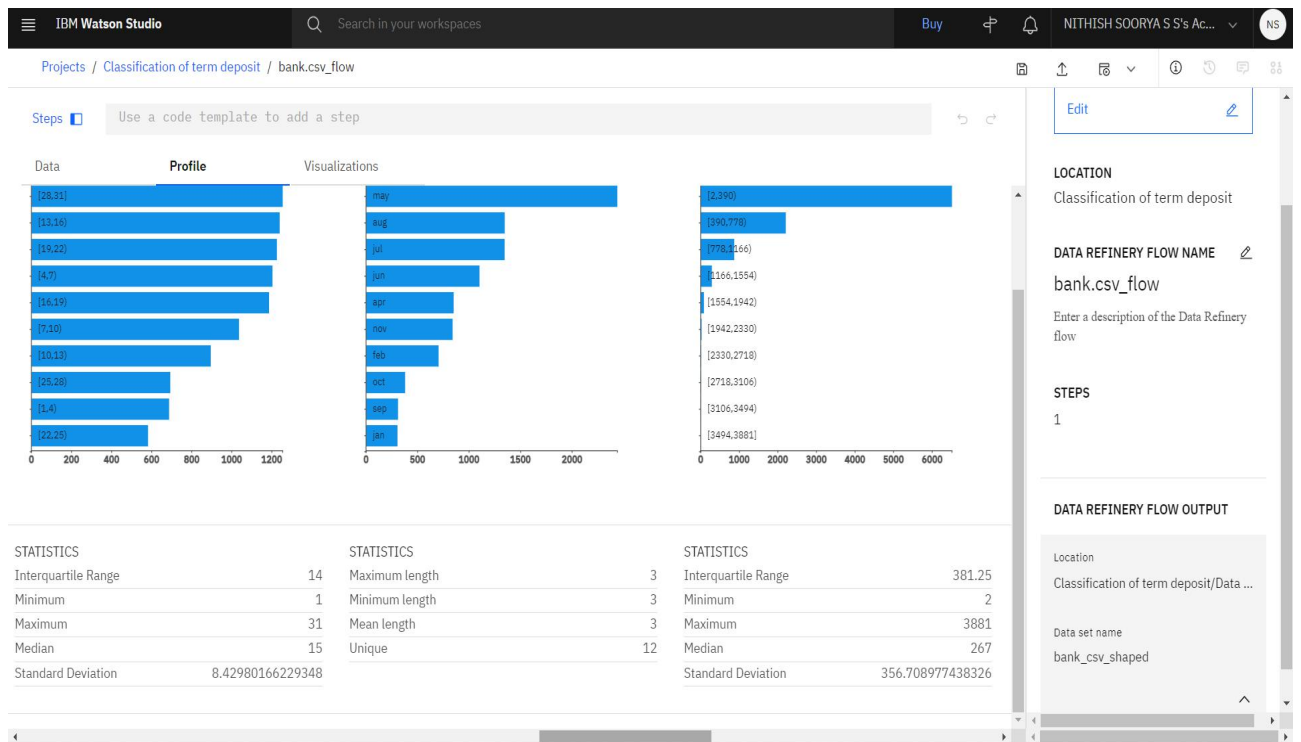 IBM Watson Studio
Search in your workspaces
Buy
NITHISH SOORYA S S's Ac...
NS
Projects / Classification of term deposit / bank.csv_flow
Steps
Use a code template to add a step
Data Profile Visualizations
[28,31]
[13,16)
[19,22)
[4,7)
[16,19)
[7,10)
[10,13)
[25,28)
[1,4)
[22,25)
0 200 400 600 800 1000 1200
may
aug
jul
jun
apr
nov
feb
oct
sep
jan
0 500 1000 1500 2000
[2,390)
[390,778)
[778,1166)
[1166,1554)
[1554,1942)
[1942,2330)
[2330,2718)
[2718,3106)
[3106,3494)
[3494,3881]
0 1000 2000 3000 4000 5000 6000
STATISTICS
Interquartile Range 14
Minimum 1
Maximum 31
Median 15
Standard Deviation 8.42980166229348
STATISTICS
Maximum length 3
Minimum length 3
Mean length 3
Unique 12
STATISTICS
Interquartile Range 381.25
Minimum 2
Maximum 3881
Median 267
Standard Deviation 356.708977438326
Edit
LOCATION
Classification of term deposit
DATA REFINERY FLOW NAME
bank.csv_flow
Enter a description of the Data Refinery
flow
STEPS
1
DATA REFINERY FLOW OUTPUT
Location
Classification of term deposit/Data ...
Data set name
bank_csv_shaped